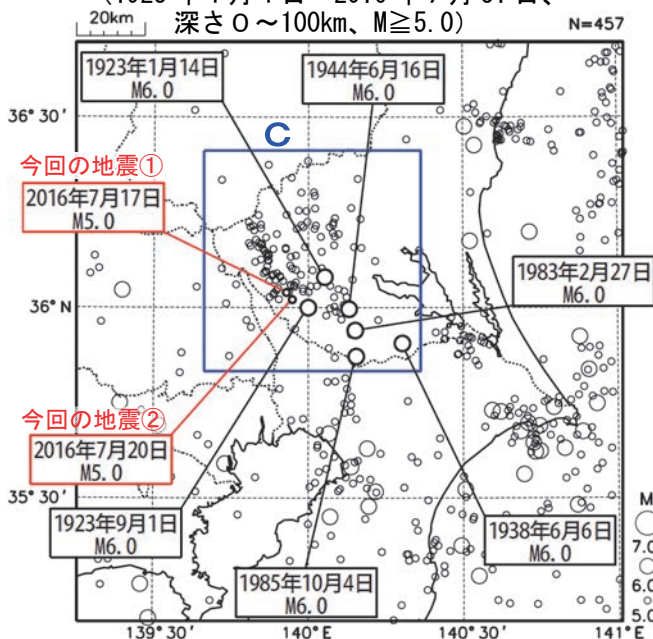 20km
深さ0~100km、M≧5.0)
N=457
1923年1月14日
M6.0
1944年6月16日
M6.0
36°30′
C
今回の地震①
2016年7月17日
M5.0
1983年2月27日
M6.0
36°N
今回の地震②
2016年7月20日
M5.0
35°30′
1923年9月1日
M6.0
1938年6月6日
M6.0
1985年10月4日
M6.0
M
7.0
6.0
5.0
139°30′
140°E
140°30′
141°E